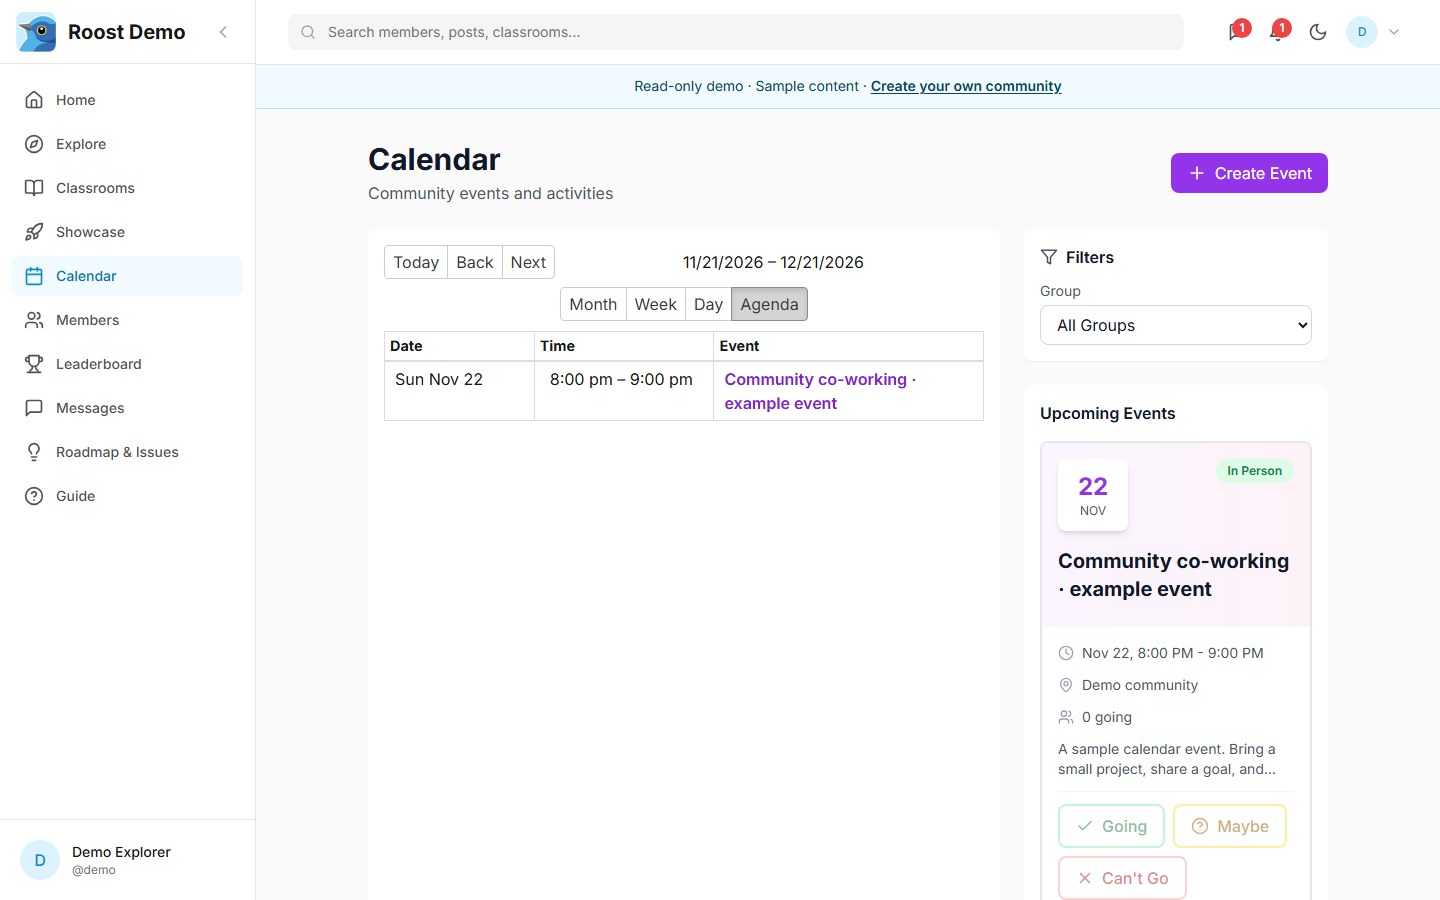 Roost Demo
Search members, posts, classrooms...
1
1
D
Read-only demo · Sample content · Create your own community
Home
Explore
Classrooms
Showcase
Calendar
Members
Leaderboard
Messages
Roadmap & Issues
Guide
D
Demo Explorer
@demo
Calendar
Community events and activities
Create Event
Today
Back
Next
11/21/2026 – 12/21/2026
Month
Week
Day
Agenda
Date
Time
Event
Sun Nov 22
8:00 pm – 9:00 pm
Community co-working ·
example event
Filters
Group
All Groups
Upcoming Events
22
NOV
In Person
Community co-working
· example event
Nov 22, 8:00 PM - 9:00 PM
Demo community
0 going
A sample calendar event. Bring a
small project, share a goal, and...
Going
Maybe
Can't Go